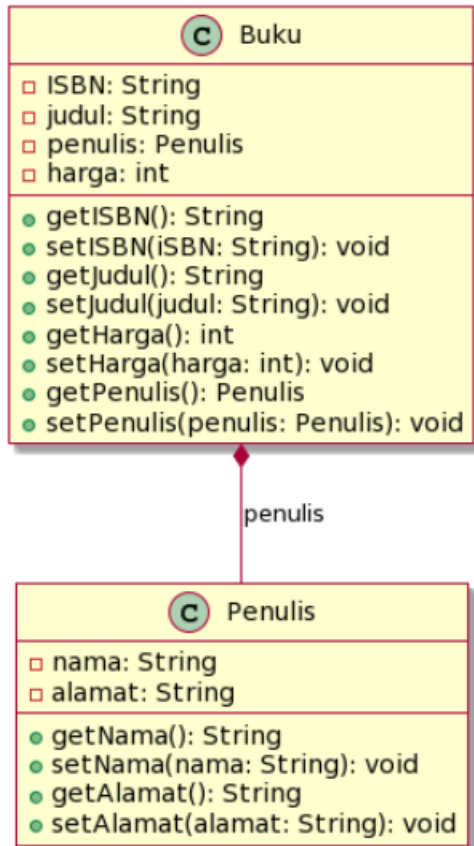 C Buku
ISBN: String
judul: String
penulis: Penulis
harga: int
getISBN(): String
setISBN(iSBN: String): void
getJudul(): String
setJudul(judul: String): void
getHarga(): int
setHarga(harga: int): void
getPenulis(): Penulis
setPenulis(penulis: Penulis): void
penulis
C Penulis
nama: String
alamat: String
getNama(): String
setNama(nama: String): void
getAlamat(): String
setAlamat(alamat: String): void